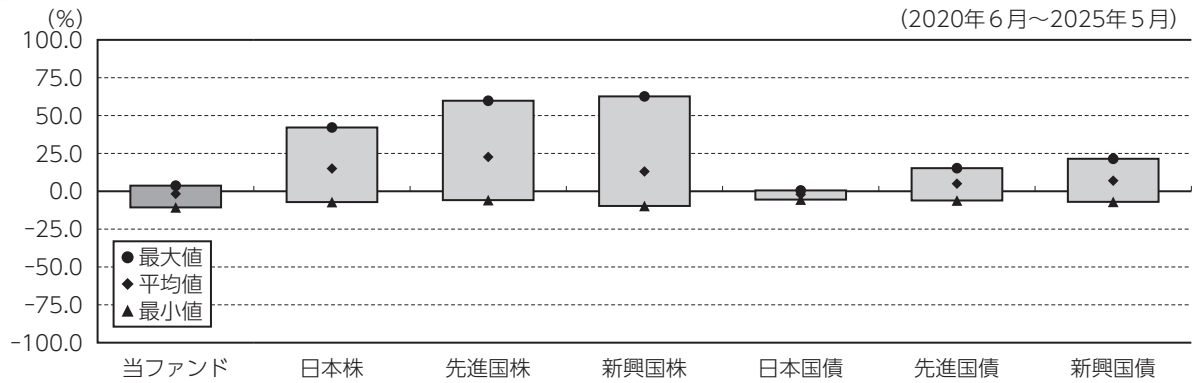 (%)
(2020年6月～2025年5月)
100.0
75.0
50.0
25.0
0.0
-25.0
-50.0
-75.0
-100.0
●最大値
◆平均値
▲最小値
当ファンド 日本株 先進国株 新興国株 日本国債 先進国債 新興国債